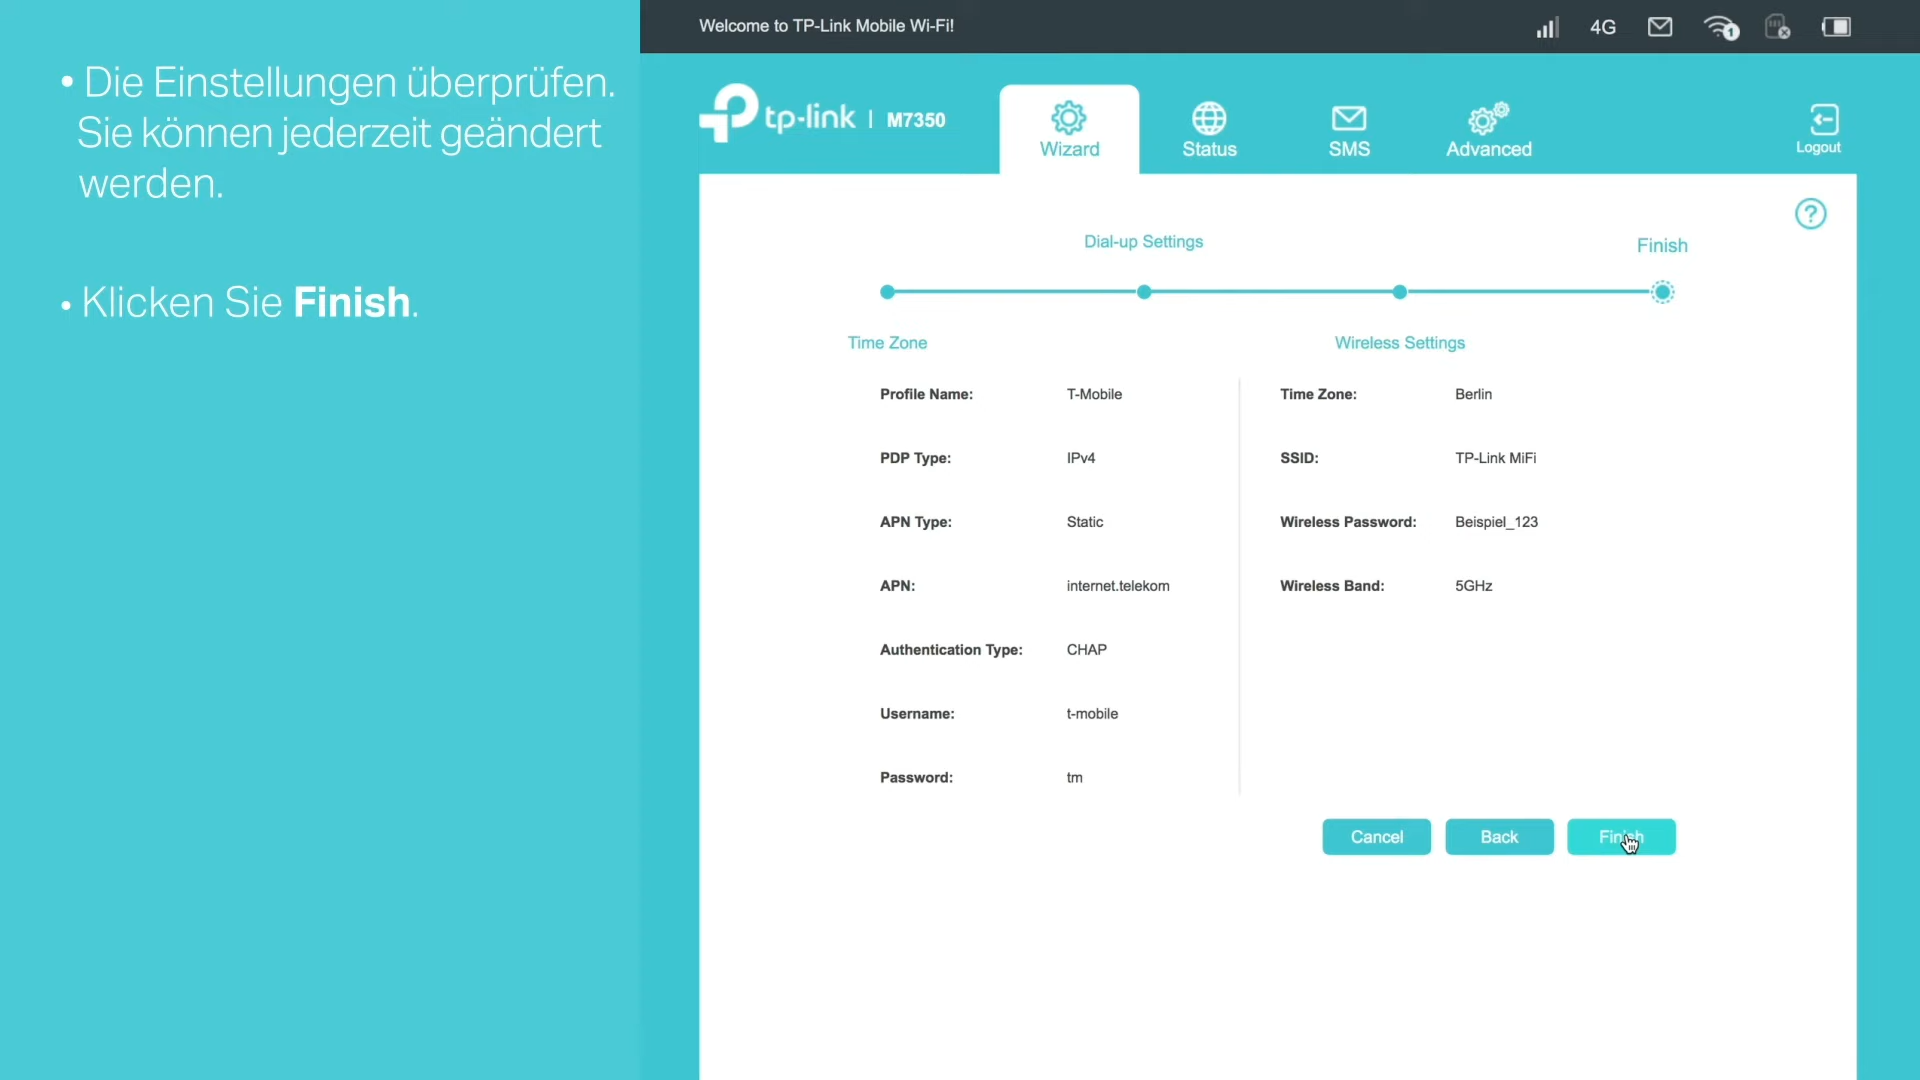 • Die Einstellungen überprüfen.
Sie können jederzeit geändert
werden.
• Klicken Sie Finish.
Welcome to TP-Link Mobile Wi-Fi!
4G
1
tp-link | M7350
Wizard
Status
SMS
Advanced
Logout
?
Dial-up Settings
Finish
Time Zone
Wireless Settings
Profile Name: T-Mobile
PDP Type: IPv4
APN Type: Static
APN: internet.telekom
Authentication Type: CHAP
Username: t-mobile
Password: tm
Time Zone: Berlin
SSID: TP-Link MiFi
Wireless Password: Beispiel_123
Wireless Band: 5GHz
Cancel
Back
Finish